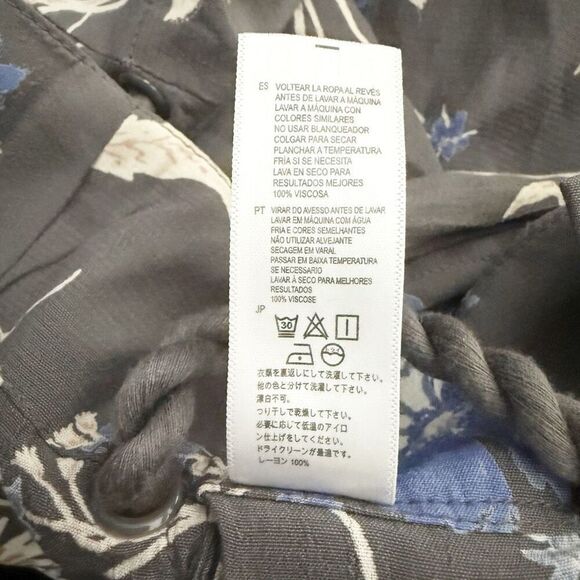 ES VOLTEAR LA ROPA AL REVÉS
ANTES DE LAVAR A MÁQUINA
LAVAR A MÁQUINA CON
COLORES SIMILARES
NO USAR BLANQUEADOR
COLGAR PARA SECAR
PLANCHAR A TEMPERATURA
FRIA SI SE NECESITA
LAVA EN SECO PARA
RESULTADOS MEJORES
100% VISCOSA
PT VIRAR DO AVESSO ANTES DE LAVAR
LAVAR EM MÁQUINA COM ÁGUA
FRIA E CORES SEMELHANTES
NÃO UTILIZAR ALVEJANTE
SECAGEM EM VARAL
PASSAR EM BAIXA TEMPERATURA
SE NECESSARIO
LAVAR À SECO PARA MELHORES
RESULTADOS
100% VISCOSE
JP
30
衣類を裏返しにして洗濯して下さい。
他の色と分けて洗濯して下さい。
漂白不可。
つり干しで乾燥して下さい。
必要に応じて低温のアイロ
ン仕上げをしてください。
ドライクリーンが最適です。
レーヨン 100%